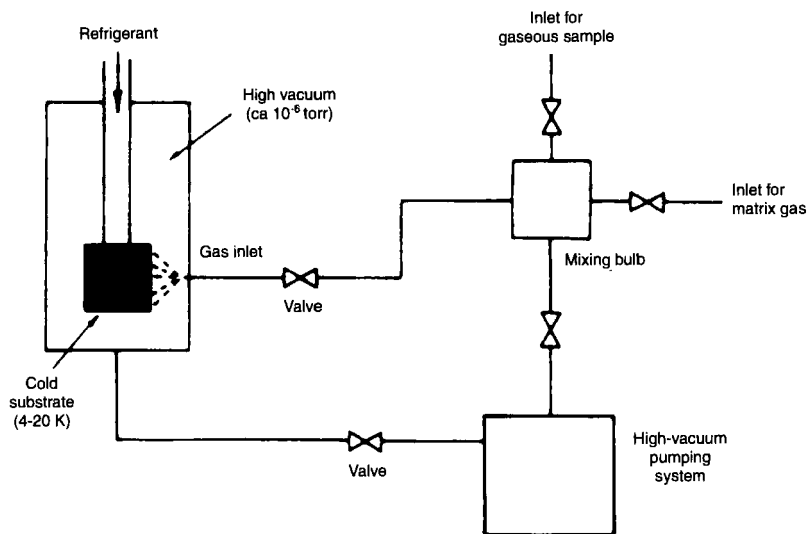 Refrigerant
Inlet for
gaseous sample
High vacuum
(ca 10⁻⁶ torr)
Inlet for
matrix gas
Gas inlet
Mixing bulb
Valve
Cold
substrate
(4-20 K)
Valve
High-vacuum
pumping
system